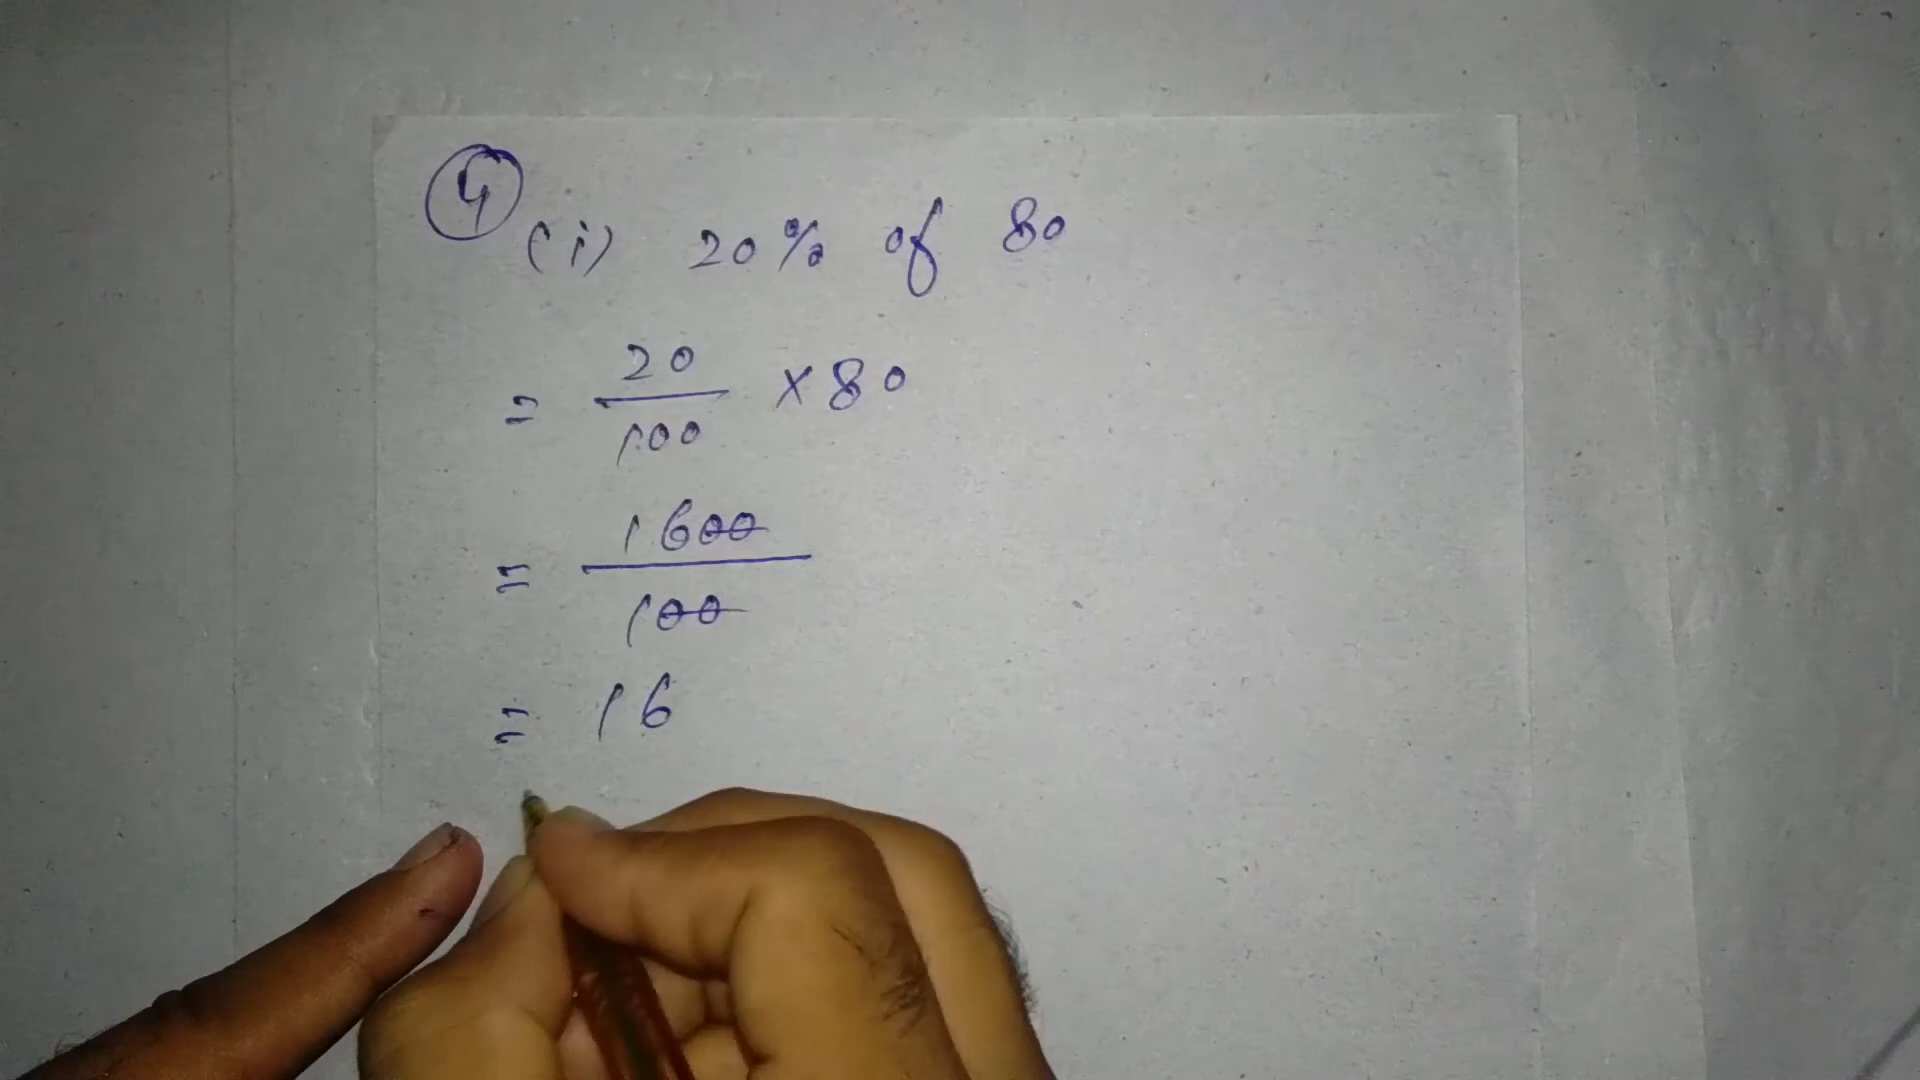 4 (i) 20% of 80
= 20/100 × 80
= 1600/100
= 16